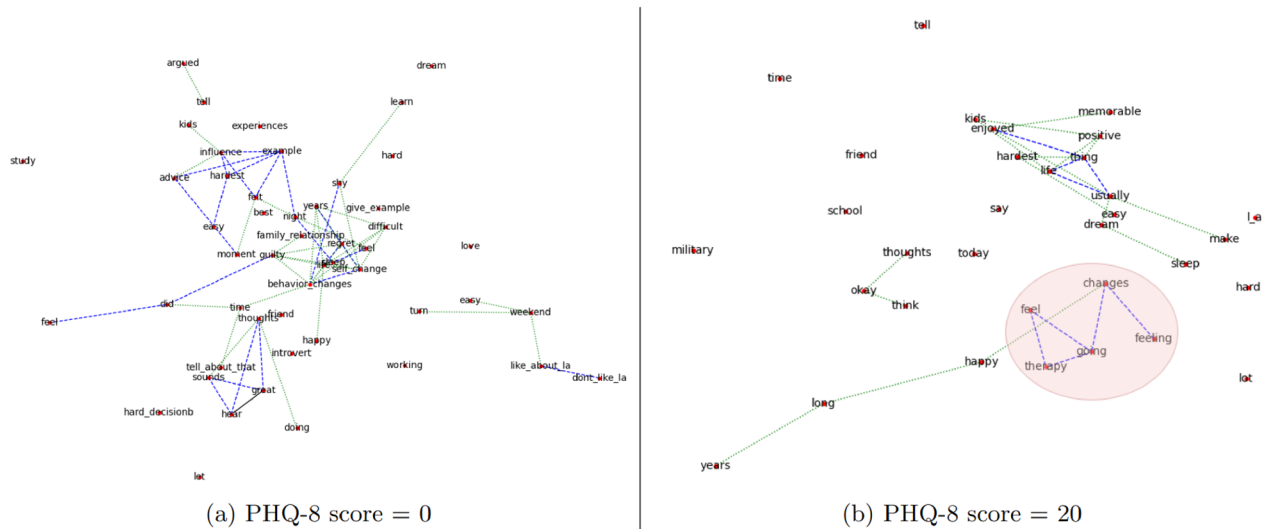 argued
dream
tell
learn
kids
experiences
influence
example
hard
study
advice
hardest
shy
felt
years
best
night
give_example
easy
family_relationship
difficult
regret
feel
love
moment
guilty
self_change
behavior_changes
did
time
feel
thoughts
friend
easy
turn
weekend
happy
introvert
tell_about_that
working
like_about_la
sounds
dont_like_la
great
hard_decisionb
hear
doing
lot
(a) PHQ-8 score = 0
tell
time
memorable
kids
enjoyed
positive
friend
hardest
thing
life
usually
school
say
easy
l_a
dream
make
military
thoughts
today
sleep
changes
hard
okay
think
feel
feeling
going
happy
therapy
lot
long
years
(b) PHQ-8 score = 20